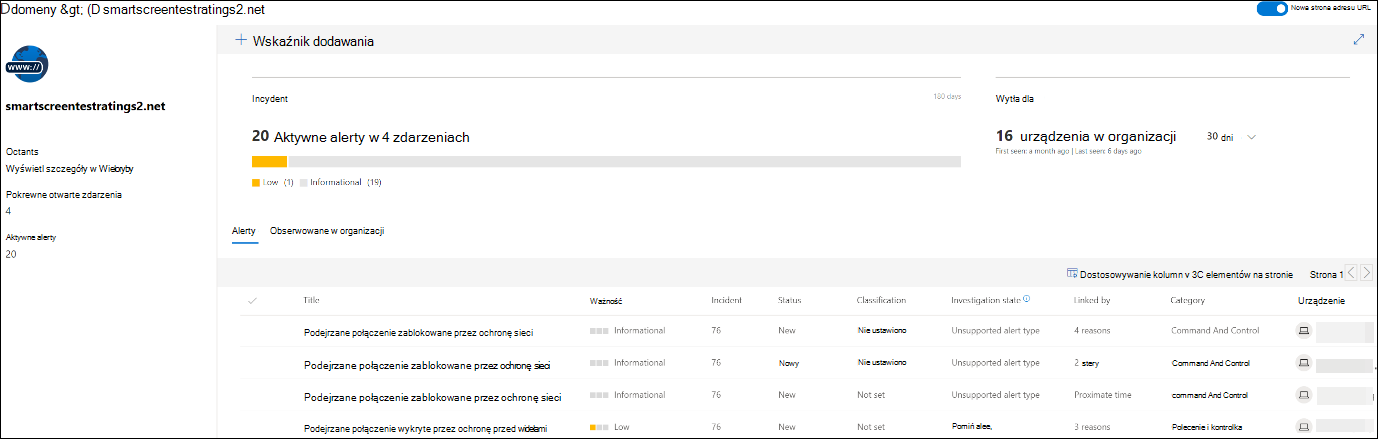 D domeny &gt; (D smartscreentestratings2.net
Nowa strona adresu URL
www://
smartscreentestratings2.net
Octants
Wyświetl szczegóły w Wieloryby
Pokrewne otwarte zdarzenia
4
Aktywne alerty
20
+ Wskaźnik dodawania
Incydent
180 days
20 Aktywne alerty w 4 zdarzeniach
Low (1) Informational (19)
Wytła dla
16 urządzenia w organizacji 30 dni
First seen: a month ago | Last seen: 6 days ago
Alerty Obserwowane w organizacji
Dostosowywanie kolumn v 3C elementów na stronie Strona 1
Title Ważność Incident Status Classification Investigation state Linked by Category Urządzenie
Podejrzane połączenie zablokowane przez ochronę sieci Informational 76 New Nie ustawiono Unsupported alert type 4 reasons Command And Control
Podejrzane połączenie zablokowane przez ochronę sieci Informational 76 Nowy Nie ustawiono Unsupported alert type 2 stery Command And Control
Podejrzane połączenie zablokowane przez ochronę sieci Informational 76 New Not set Unsupported alert type Proximate time command And Control
Podejrzane połączenie wykryte przez ochronę przed Low 76 New Not set Pomiń alee, 3 reasons Polecenie i kontrolka